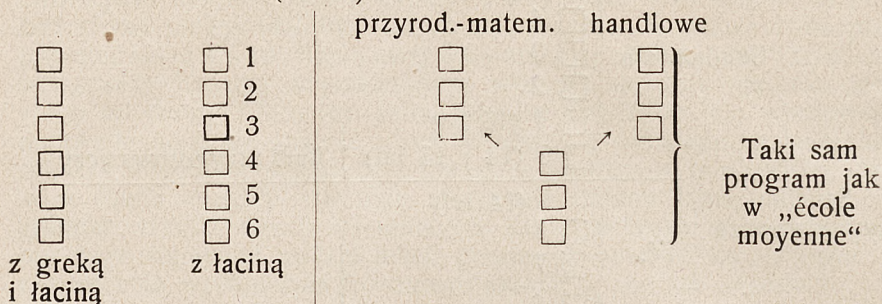 przyrod.-matem. handlowe
1
2
3
4
5
6
z greką
i łaciną
z łaciną
Taki sam
program jak
w „école
moyenne“